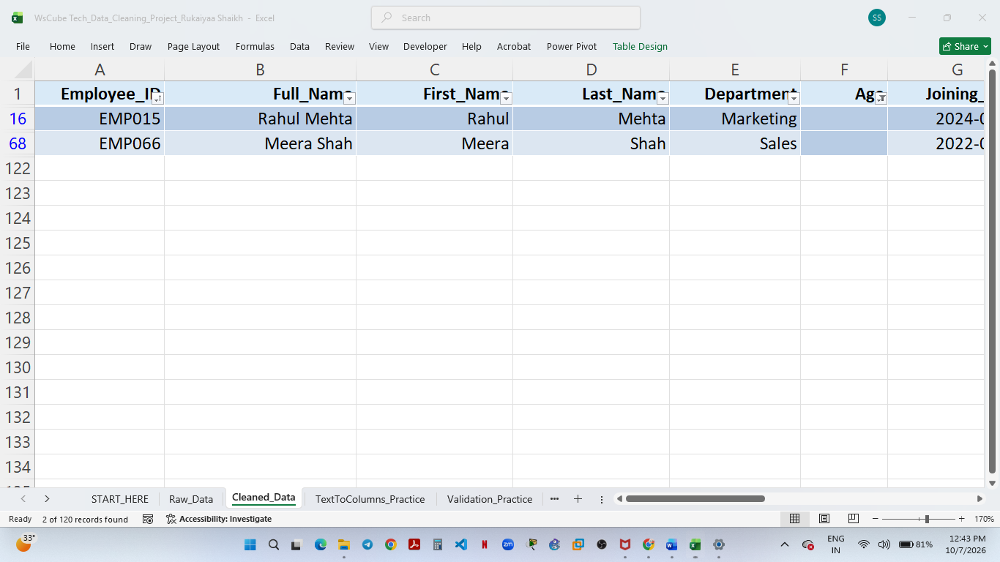 WsCube Tech_Data_Cleaning_Project_Rukaiyaa Shaikh - Excel
Search
SS
File Home Insert Draw Page Layout Formulas Data Review View Developer Help Acrobat Power Pivot Table Design
Share
A B C D E F G
1 Employee_ID Full_Name First_Name Last_Name Department Age Joining_
16 EMP015 Rahul Mehta Rahul Mehta Marketing 2024-0
68 EMP066 Meera Shah Meera Shah Sales 2022-0
122
123
124
125
126
127
128
129
130
131
132
133
134
START_HERE Raw_Data Cleaned_Data TextToColumns_Practice Validation_Practice
Ready 2 of 120 records found Accessibility: Investigate 170%
33°
zm
ENG
IN
81%
12:43 PM
10/7/2026